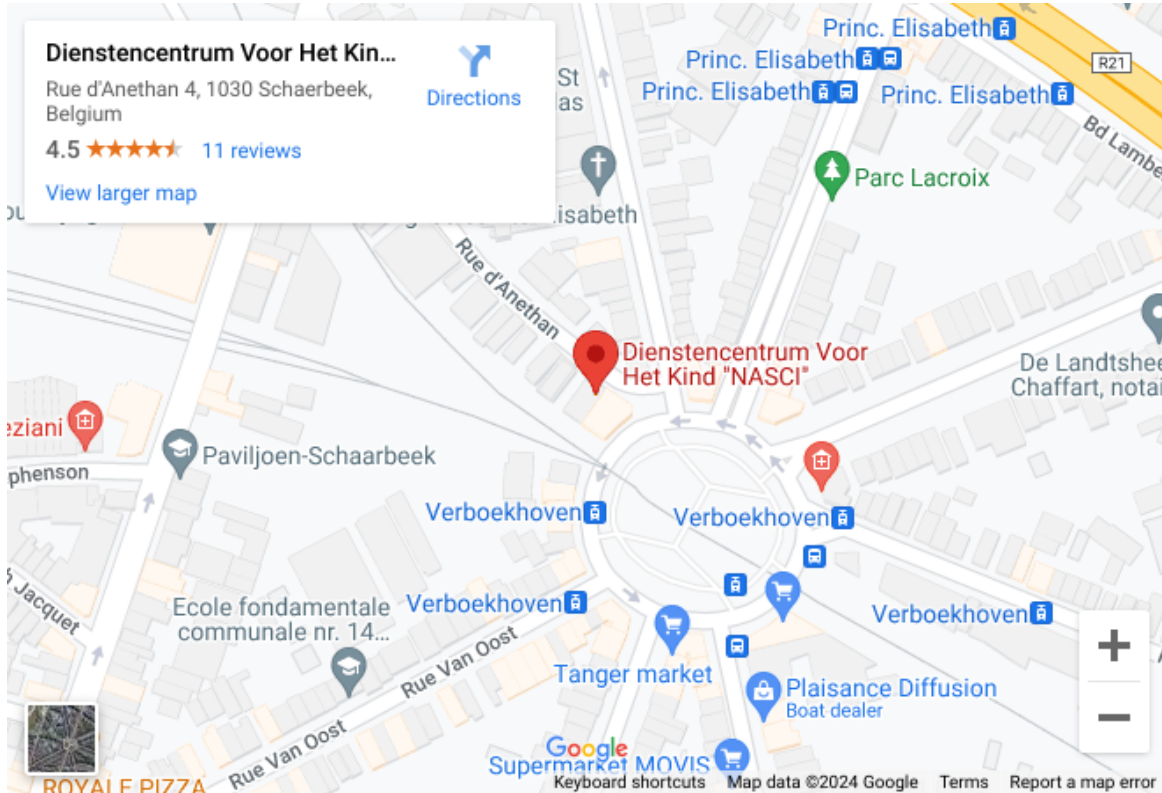 Dienstencentrum Voor Het Kin...
Rue d'Anethan 4, 1030 Schaerbeek,
Belgium
4.5
11 reviews
View larger map
Directions
St
as
isabeth
Princ. Elisabeth
Princ. Elisabeth
Princ. Elisabeth
Princ. Elisabeth
R21
Bd Lambe
Parc Lacroix
Rue d'Anethan
Dienstencentrum Voor
Het Kind "NASCI"
De Landtshee
Chaffart, notai
eziani
phenson
Paviljoen-Schaarbeek
Verboekhoven
Verboekhoven
Jacquet
Ecole fondamentale
communale nr. 14...
Verboekhoven
Verboekhoven
Rue Van Oost
Tanger market
Plaisance Diffusion
Boat dealer
Rue Van Oost
Google
Supermarket MOVIS
ROYALE PIZZA
+
−
Keyboard shortcuts
Map data ©2024 Google
Terms
Report a map error